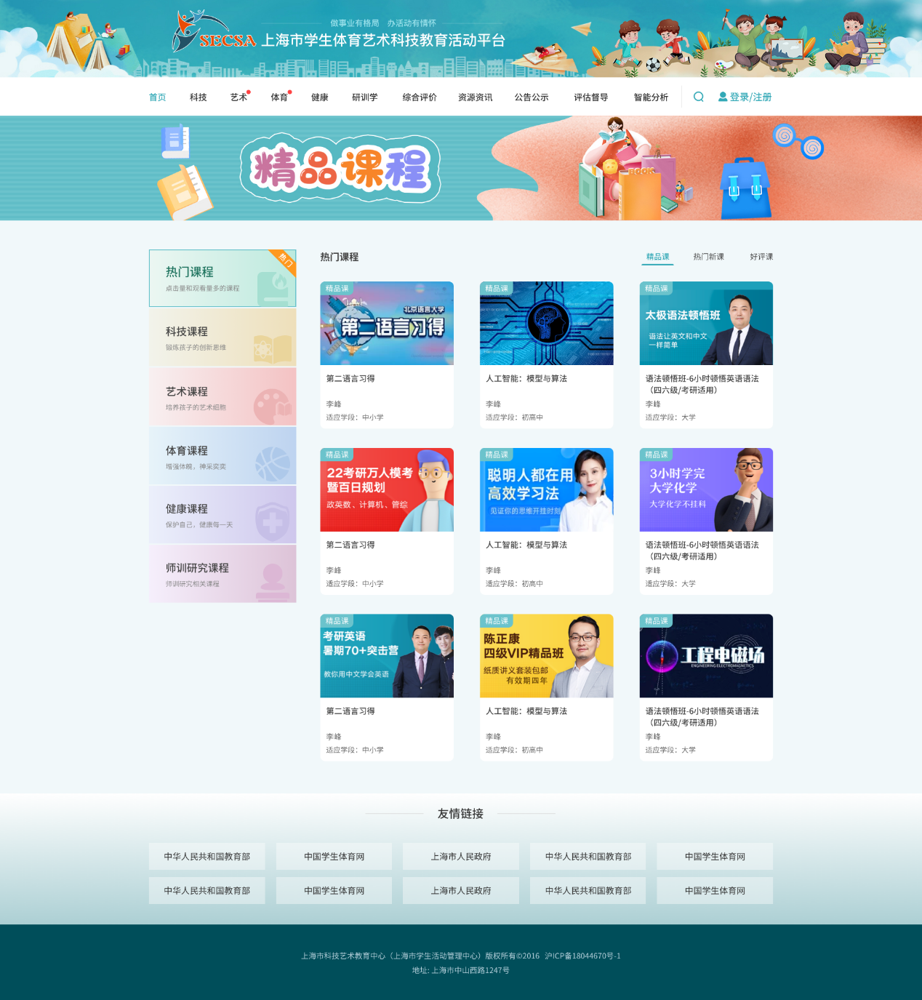 做事业有格局 办活动有情怀
SECSA 上海市学生体育艺术科技教育活动平台
首页 科技 艺术 体育 健康 研训学 综合评价 资源资讯 公告公示 评估督导 智能分析 登录/注册
精品课程
BOOK
热门
热门课程
点击量和观看量多的课程
科技课程
锻炼孩子的创新思维
艺术课程
培养孩子的艺术细胞
体育课程
增强体魄，神采奕奕
健康课程
保护自己，健康每一天
师训研究课程
师训研究相关课程
热门课程 精品课 热门新课 好评课
精品课
北京语言大学
第二语言习得
第二语言习得
李峰
适应学段：中小学
精品课
人工智能：模型与算法
李峰
适应学段：初高中
精品课
太极语法顿悟班
语法让英文和中文
一样简单
语法顿悟班-6小时顿悟英语语法
（四六级/考研适用）
李峰
适应学段：大学
精品课
22考研万人模考
暨百日规划
政英数、计算机、管综
第二语言习得
李峰
适应学段：中小学
精品课
聪明人都在用
高效学习法
见证你的思维开挂时刻
人工智能：模型与算法
李峰
适应学段：初高中
精品课
3小时学完
大学化学
大学化学不挂科
语法顿悟班-6小时顿悟英语语法
（四六级/考研适用）
李峰
适应学段：大学
精品课
考研英语
暑期70+突击营
教你用中文学会英语
第二语言习得
李峰
适应学段：中小学
精品课
陈正康
四级VIP精品班
纸质讲义套装包邮
有效期四年
人工智能：模型与算法
李峰
适应学段：初高中
精品课
工程电磁场
ENGINEERING ELECTROMAGNETICS
语法顿悟班-6小时顿悟英语语法
（四六级/考研适用）
李峰
适应学段：大学
友情链接
中华人民共和国教育部 中国学生体育网 上海市人民政府 中华人民共和国教育部 中国学生体育网
中华人民共和国教育部 中国学生体育网 上海市人民政府 中华人民共和国教育部 中国学生体育网
上海市科技艺术教育中心（上海市学生活动管理中心）版权所有©2016 沪ICP备18044670号-1
地址: 上海市中山西路1247号